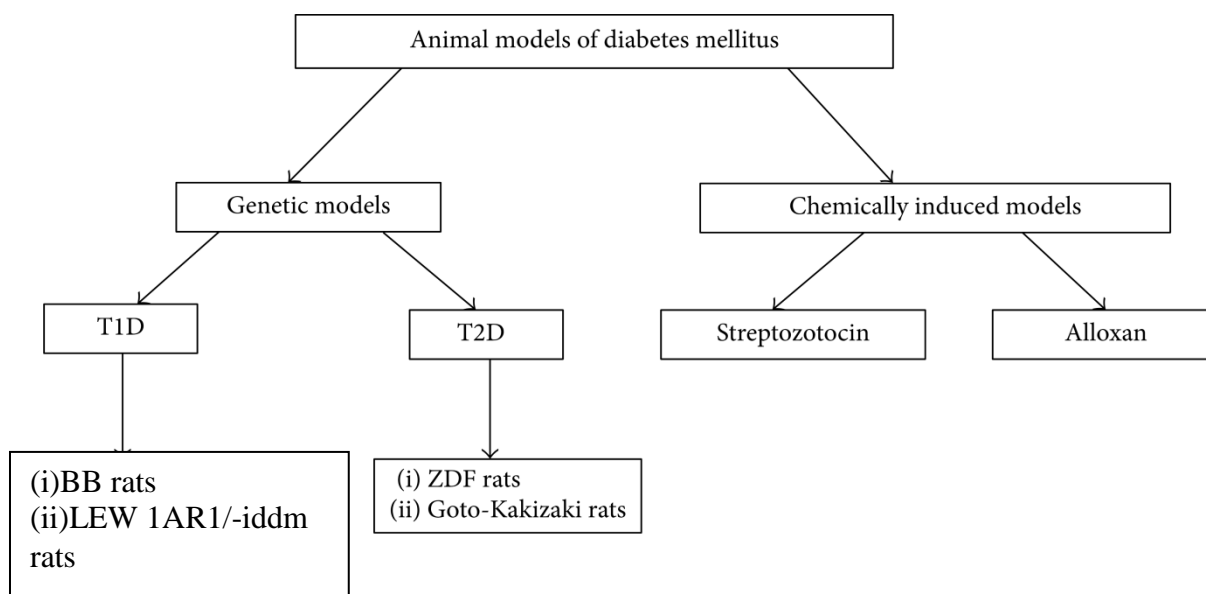 Animal models of diabetes mellitus
Genetic models
Chemically induced models
T1D
T2D
Streptozotocin
Alloxan
(i)BB rats
(ii)LEW 1AR1/-iddm
rats
(i) ZDF rats
(ii) Goto-Kakizaki rats